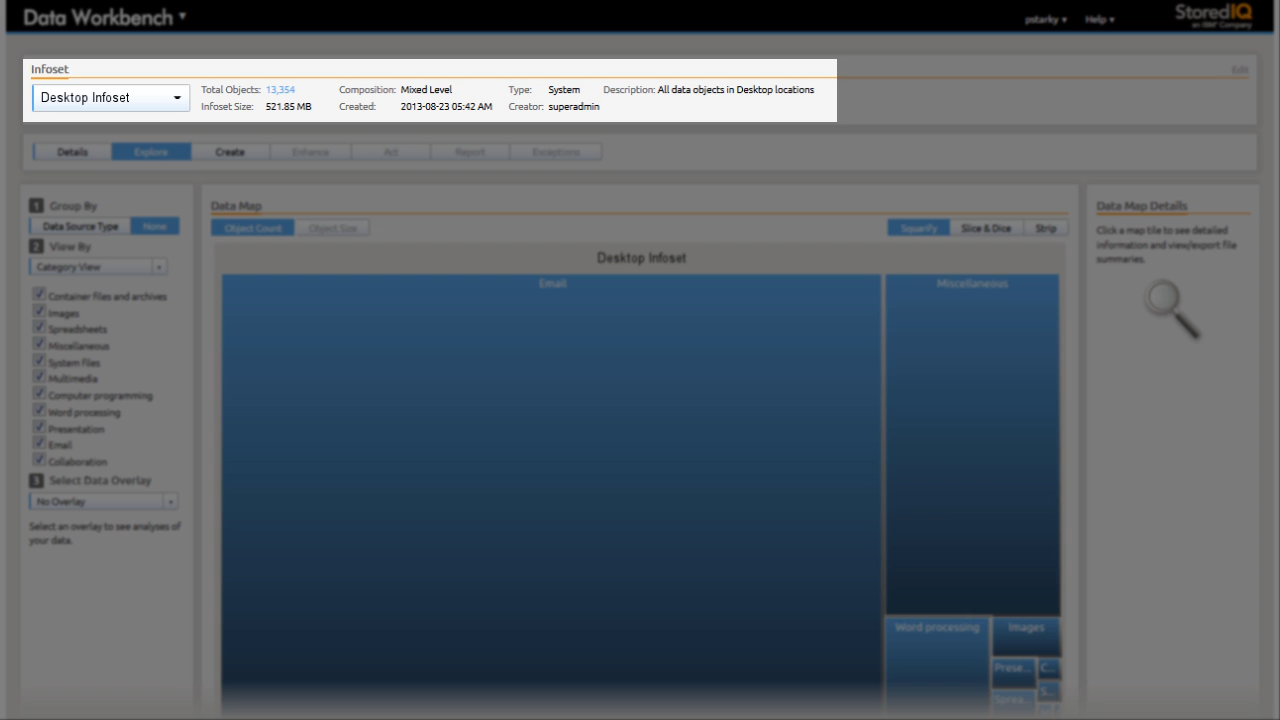 Data Workbench
pstarky Help
StoredIQ
an IBM® Company
Infoset
Edit
Desktop Infoset
Total Objects: 13,354 Composition: Mixed Level Type: System Description: All data objects in Desktop locations
Infoset Size: 521.85 MB Created: 2013-08-23 05:42 AM Creator: superadmin
Details Explore Create Enhance Act Report Exceptions
1 Group By
Data Source Type None
2 View By
Category View
Container files and archives
Images
Spreadsheets
Miscellaneous
System files
Multimedia
Computer programming
Word processing
Presentation
Email
Collaboration
3 Select Data Overlay
No Overlay
Select an overlay to see analyses of
your data.
Data Map
Object Count Object Size Squarify Slice & Dice Strip
Desktop Infoset
Email Miscellaneous
Word processing Images
Prese... C...
Sprea... S...
Data Map Details
Click a map tile to see detailed
information and view/export file
summaries.